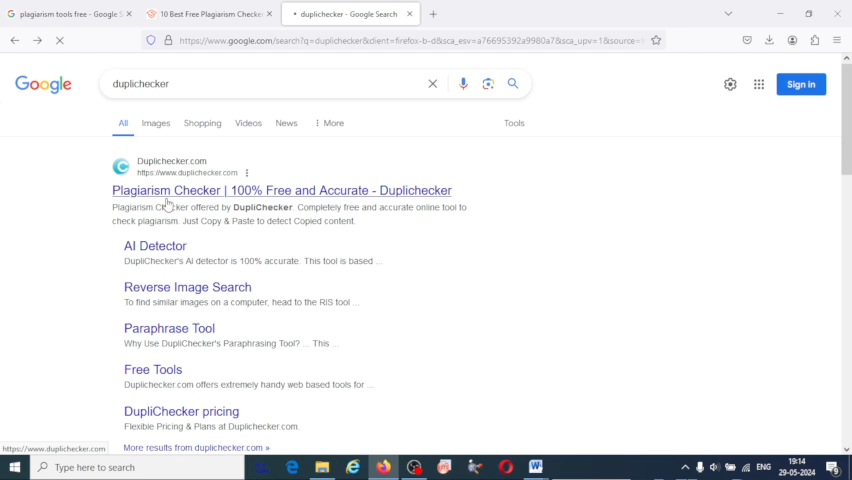 plagiarism tools free - Google S
10 Best Free Plagiarism Checker
duplichecker - Google Search
https://www.google.com/search?q=duplichecker&client=firefox-b-d&sca_esv=a76695392a9980a7&sca_upv=1&source=
Google
duplichecker
Sign in
All
Images
Shopping
Videos
News
More
Tools
Duplichecker.com
https://www.duplichecker.com
Plagiarism Checker | 100% Free and Accurate - Duplichecker
Plagiarism Checker offered by DupliChecker. Completely free and accurate online tool to
check plagiarism. Just Copy & Paste to detect Copied content.
AI Detector
DupliChecker's AI detector is 100% accurate. This tool is based ...
Reverse Image Search
To find similar images on a computer, head to the RIS tool ...
Paraphrase Tool
Why Use DupliChecker's Paraphrasing Tool? ... This ...
Free Tools
Duplichecker.com offers extremely handy web based tools for ...
DupliChecker pricing
Flexible Pricing & Plans at DupliChecker.com.
More results from duplichecker.com »
https://www.duplichecker.com
Type here to search
ENG
19:14
29-05-2024